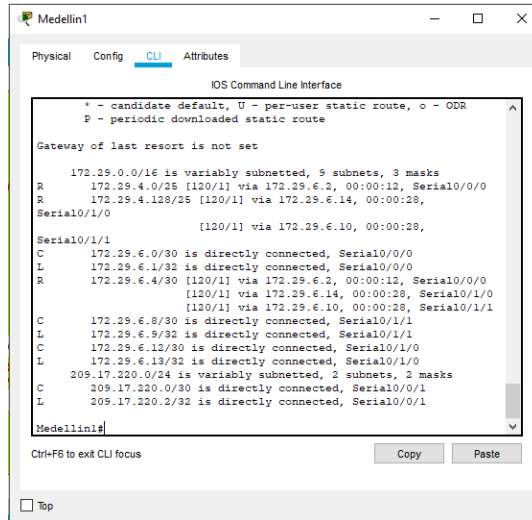 Medellin1
Physical Config CLI Attributes
IOS Command Line Interface
* - candidate default, U - per-user static route, o - ODR
P - periodic downloaded static route
Gateway of last resort is not set
172.29.0.0/16 is variably subnetted, 9 subnets, 3 masks
R 172.29.4.0/25 [120/1] via 172.29.6.2, 00:00:12, Serial0/0/0
R 172.29.4.128/25 [120/1] via 172.29.6.14, 00:00:28,
Serial0/1/0
[120/1] via 172.29.6.10, 00:00:28,
Serial0/1/1
C 172.29.6.0/30 is directly connected, Serial0/0/0
L 172.29.6.1/32 is directly connected, Serial0/0/0
R 172.29.6.4/30 [120/1] via 172.29.6.2, 00:00:12, Serial0/0/0
[120/1] via 172.29.6.14, 00:00:28, Serial0/1/0
[120/1] via 172.29.6.10, 00:00:28, Serial0/1/1
C 172.29.6.8/30 is directly connected, Serial0/1/1
L 172.29.6.9/32 is directly connected, Serial0/1/1
C 172.29.6.12/30 is directly connected, Serial0/1/0
L 172.29.6.13/32 is directly connected, Serial0/1/0
209.17.220.0/24 is variably subnetted, 2 subnets, 2 masks
C 209.17.220.0/30 is directly connected, Serial0/0/1
L 209.17.220.2/32 is directly connected, Serial0/0/1
Medellin1#
Ctrl+F6 to exit CLI focus Copy Paste
Top